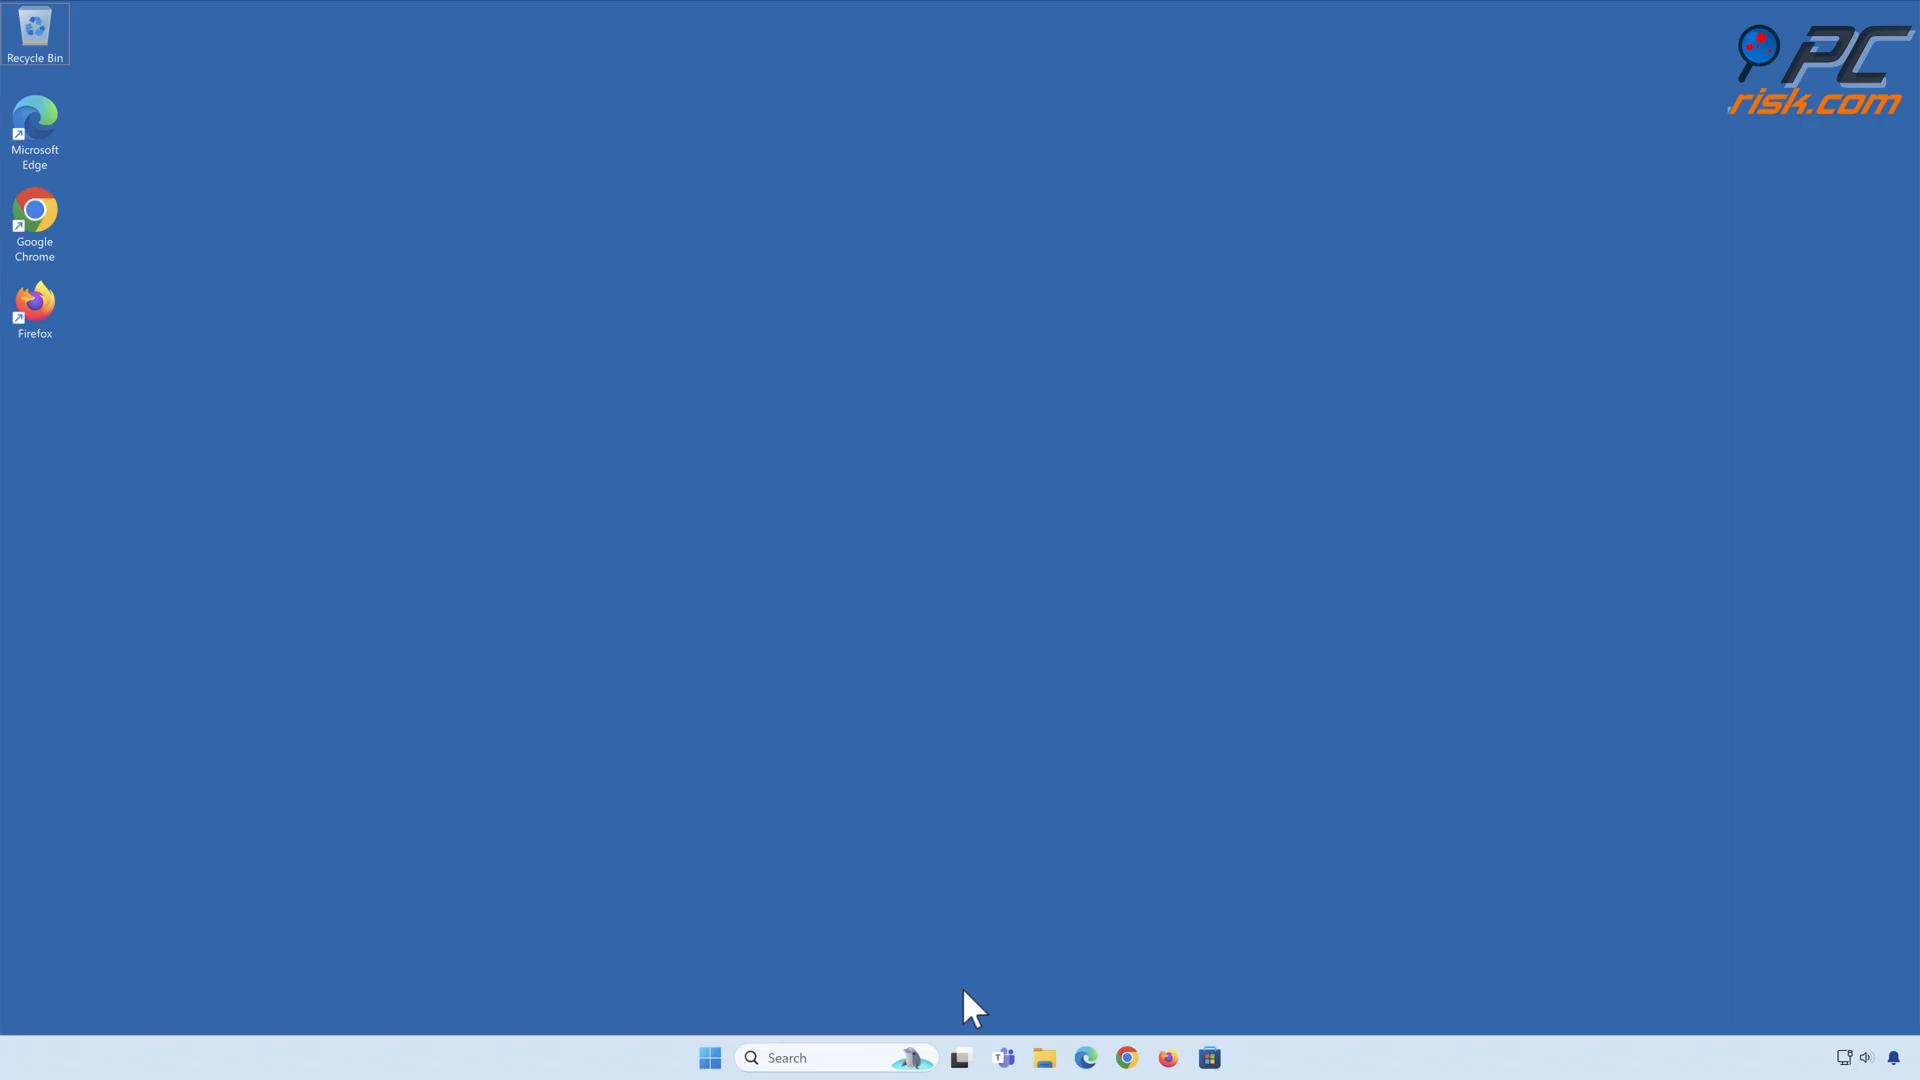 Recycle Bin
PC
risk.com
Microsoft
Edge
Google
Chrome
Firefox
Search